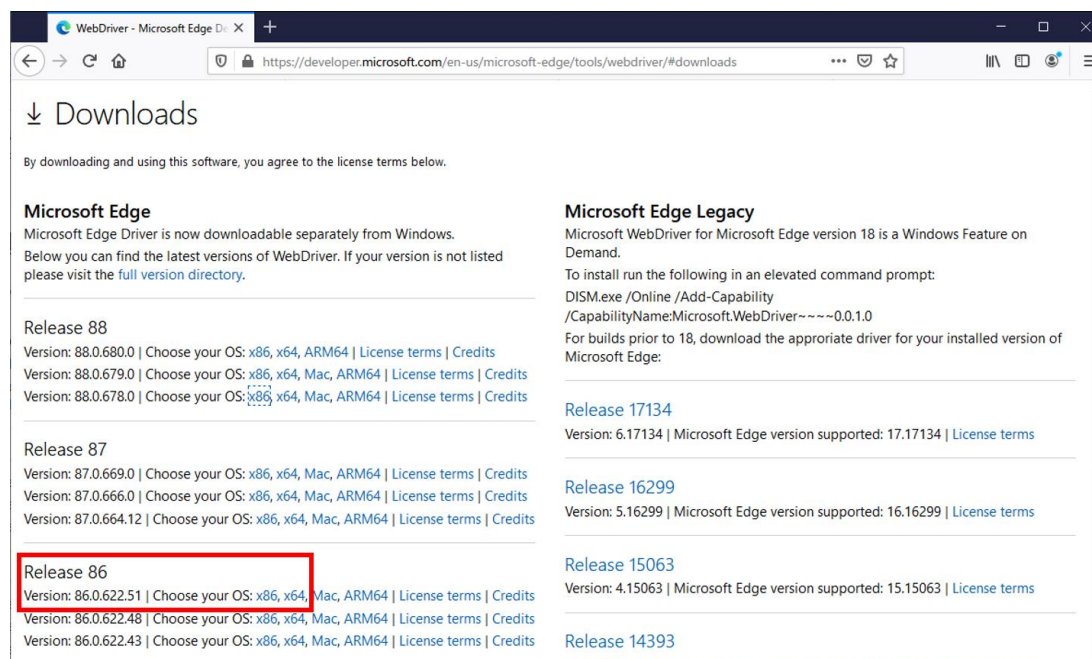 WebDriver - Microsoft Edge De
https://developer.microsoft.com/en-us/microsoft-edge/tools/webdriver/#downloads
Downloads
By downloading and using this software, you agree to the license terms below.
Microsoft Edge
Microsoft Edge Driver is now downloadable separately from Windows.
Below you can find the latest versions of WebDriver. If your version is not listed
please visit the full version directory.
Release 88
Version: 88.0.680.0 | Choose your OS: x86, x64, ARM64 | License terms | Credits
Version: 88.0.679.0 | Choose your OS: x86, x64, Mac, ARM64 | License terms | Credits
Version: 88.0.678.0 | Choose your OS: x86, x64, Mac, ARM64 | License terms | Credits
Release 87
Version: 87.0.669.0 | Choose your OS: x86, x64, Mac, ARM64 | License terms | Credits
Version: 87.0.666.0 | Choose your OS: x86, x64, Mac, ARM64 | License terms | Credits
Version: 87.0.664.12 | Choose your OS: x86, x64, Mac, ARM64 | License terms | Credits
Release 86
Version: 86.0.622.51 | Choose your OS: x86, x64, Mac, ARM64 | License terms | Credits
Version: 86.0.622.48 | Choose your OS: x86, x64, Mac, ARM64 | License terms | Credits
Version: 86.0.622.43 | Choose your OS: x86, x64, Mac, ARM64 | License terms | Credits
Microsoft Edge Legacy
Microsoft WebDriver for Microsoft Edge version 18 is a Windows Feature on
Demand.
To install run the following in an elevated command prompt:
DISM.exe /Online /Add-Capability
/CapabilityName:Microsoft.WebDriver~~~~0.0.1.0
For builds prior to 18, download the approriate driver for your installed version of
Microsoft Edge:
Release 17134
Version: 6.17134 | Microsoft Edge version supported: 17.17134 | License terms
Release 16299
Version: 5.16299 | Microsoft Edge version supported: 16.16299 | License terms
Release 15063
Version: 4.15063 | Microsoft Edge version supported: 15.15063 | License terms
Release 14393